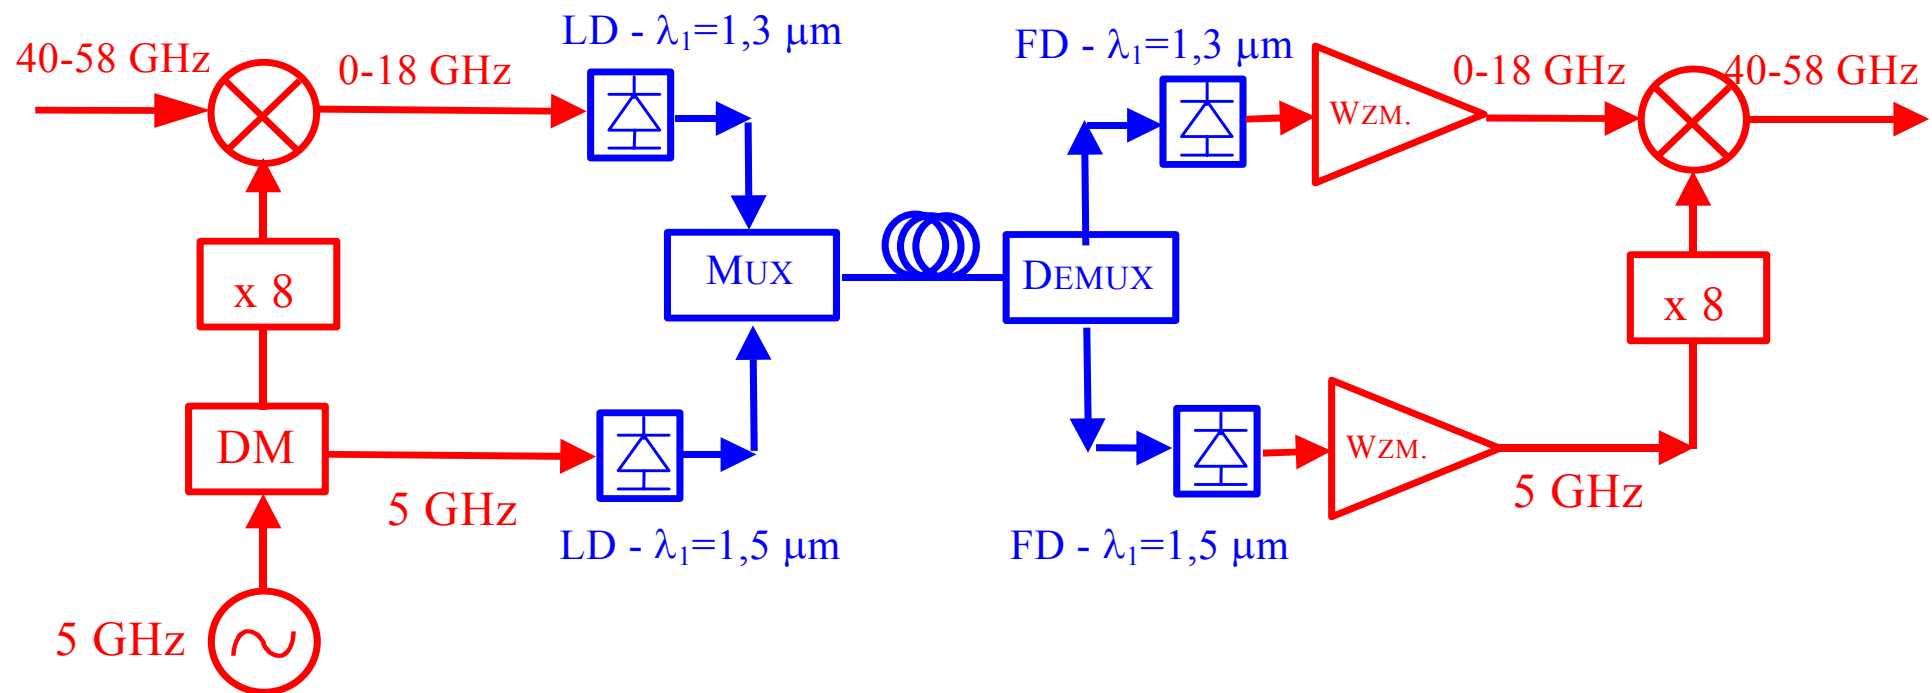 LD - λ1=1,3 μm
FD - λ1=1,3 μm
40-58 GHz
0-18 GHz
0-18 GHz
40-58 GHz
WZM.
MUX
DEMUX
x 8
x 8
DM
WZM.
5 GHz
5 GHz
LD - λ1=1,5 μm
FD - λ1=1,5 μm
5 GHz